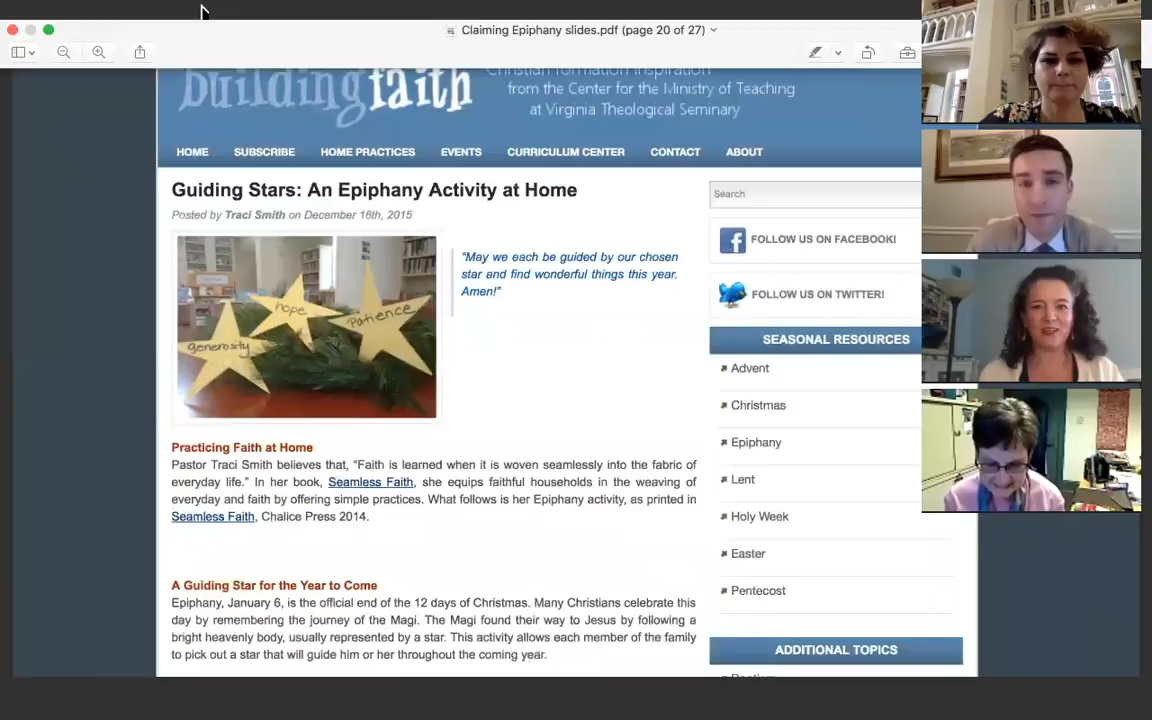 Claiming Epiphany slides.pdf (page 20 of 27)
buildingfaith
Christian formation inspiration
from the Center for the Ministry of Teaching
at Virginia Theological Seminary
HOME SUBSCRIBE HOME PRACTICES EVENTS CURRICULUM CENTER CONTACT ABOUT
Guiding Stars: An Epiphany Activity at Home
Posted by Traci Smith on December 16th, 2015
generosity
hope
Patience
"May we each be guided by our chosen
star and find wonderful things this year.
Amen!"
Practicing Faith at Home
Pastor Traci Smith believes that, "Faith is learned when it is woven seamlessly into the fabric of
everyday life." In her book, Seamless Faith, she equips faithful households in the weaving of
everyday and faith by offering simple practices. What follows is her Epiphany activity, as printed in
Seamless Faith, Chalice Press 2014.
A Guiding Star for the Year to Come
Epiphany, January 6, is the official end of the 12 days of Christmas. Many Christians celebrate this
day by remembering the journey of the Magi. The Magi found their way to Jesus by following a
bright heavenly body, usually represented by a star. This activity allows each member of the family
to pick out a star that will guide him or her throughout the coming year.
Search
FOLLOW US ON FACEBOOK!
FOLLOW US ON TWITTER!
SEASONAL RESOURCES
Advent
Christmas
Epiphany
Lent
Holy Week
Easter
Pentecost
ADDITIONAL TOPICS